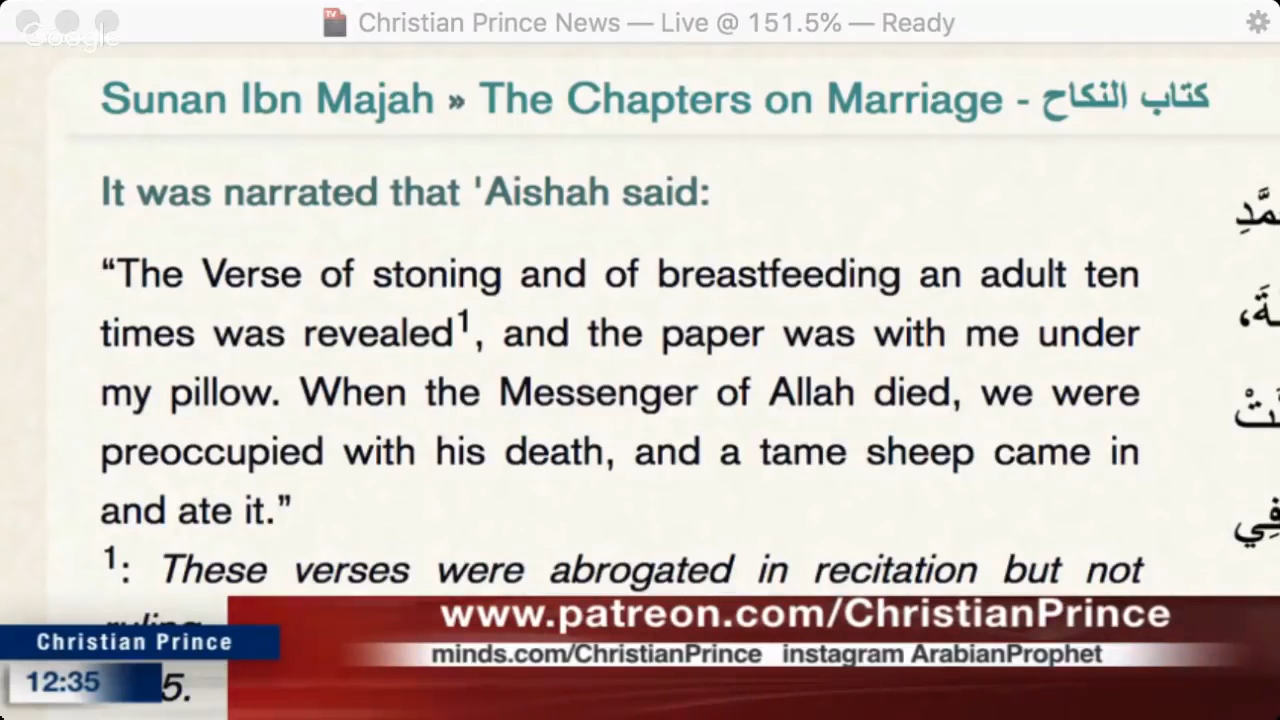 Christian Prince News — Live @ 151.5% — Ready
Google
Sunan Ibn Majah » The Chapters on Marriage - كتاب النكاح
It was narrated that 'Aishah said:
“The Verse of stoning and of breastfeeding an adult ten
times was revealed¹, and the paper was with me under
my pillow. When the Messenger of Allah died, we were
preoccupied with his death, and a tame sheep came in
and ate it.”
¹: These verses were abrogated in recitation but not
www.patreon.com/ChristianPrince
Christian Prince
minds.com/ChristianPrince instagram ArabianProphet
12:35
5.